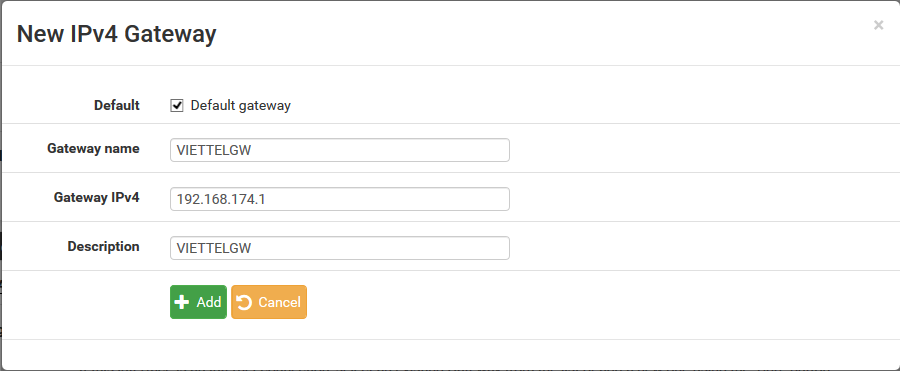 New IPv4 Gateway ×
Default Default gateway
Gateway name VIETTELGW
Gateway IPv4 192.168.174.1
Description VIETTELGW
Add Cancel